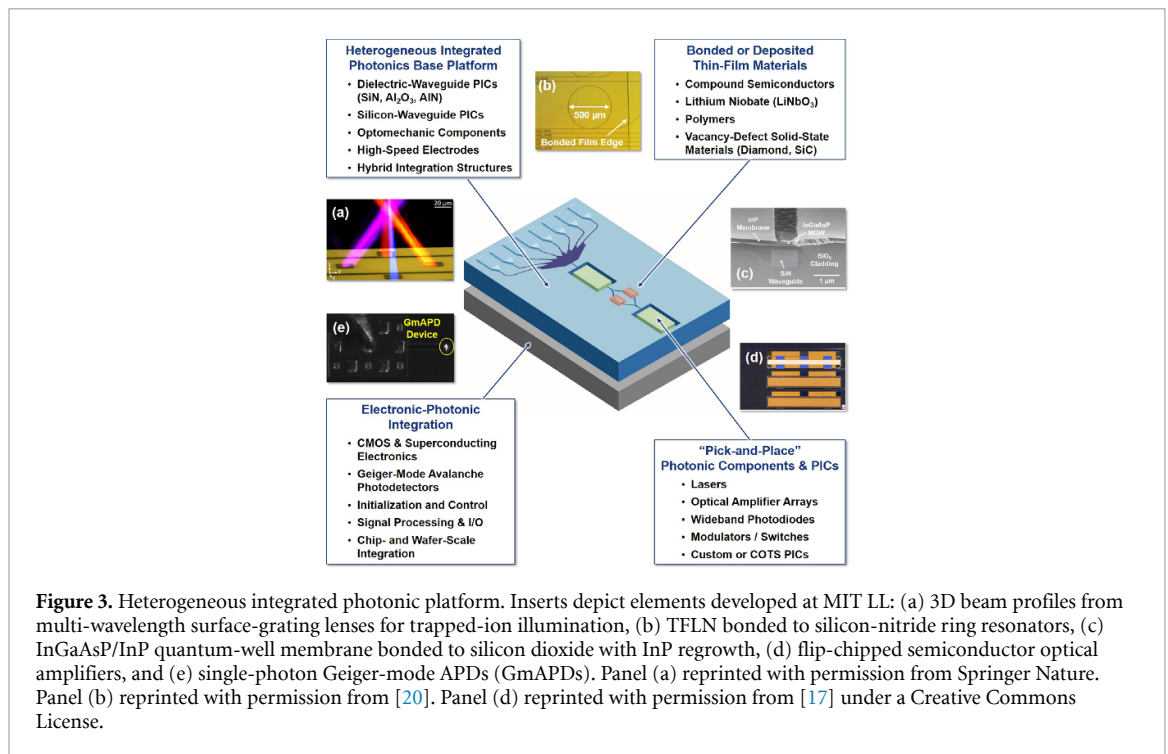 Heterogeneous Integrated
Photonics Base Platform
• Dielectric-Waveguide PICs
(SiN, Al₂O₃, AlN)
• Silicon-Waveguide PICs
• Optomechanic Components
• High-Speed Electrodes
• Hybrid Integration Structures
(b)
500 µm
Bonded Film Edge
Bonded or Deposited
Thin-Film Materials
• Compound Semiconductors
• Lithium Niobate (LiNbO₃)
• Polymers
• Vacancy-Defect Solid-State
Materials (Diamond, SiC)
(a)
20 µm
InP
Membrane
InGaAsP
MQW
SiO₂
Cladding
SiN
Waveguide
1 µm
(c)
(e)
GmAPD
Device
(d)
Electronic-Photonic
Integration
• CMOS & Superconducting
Electronics
• Geiger-Mode Avalanche
Photodetectors
• Initialization and Control
• Signal Processing & I/O
• Chip- and Wafer-Scale
Integration
“Pick-and-Place”
Photonic Components & PICs
• Lasers
• Optical Amplifier Arrays
• Wideband Photodiodes
• Modulators / Switches
• Custom or COTS PICs
Figure 3. Heterogeneous integrated photonic platform. Inserts depict elements developed at MIT LL: (a) 3D beam profiles from
multi-wavelength surface-grating lenses for trapped-ion illumination, (b) TFLN bonded to silicon-nitride ring resonators, (c)
InGaAsP/InP quantum-well membrane bonded to silicon dioxide with InP regrowth, (d) flip-chipped semiconductor optical
amplifiers, and (e) single-photon Geiger-mode APDs (GmAPDs). Panel (a) reprinted with permission from Springer Nature.
Panel (b) reprinted with permission from [20]. Panel (d) reprinted with permission from [17] under a Creative Commons
License.